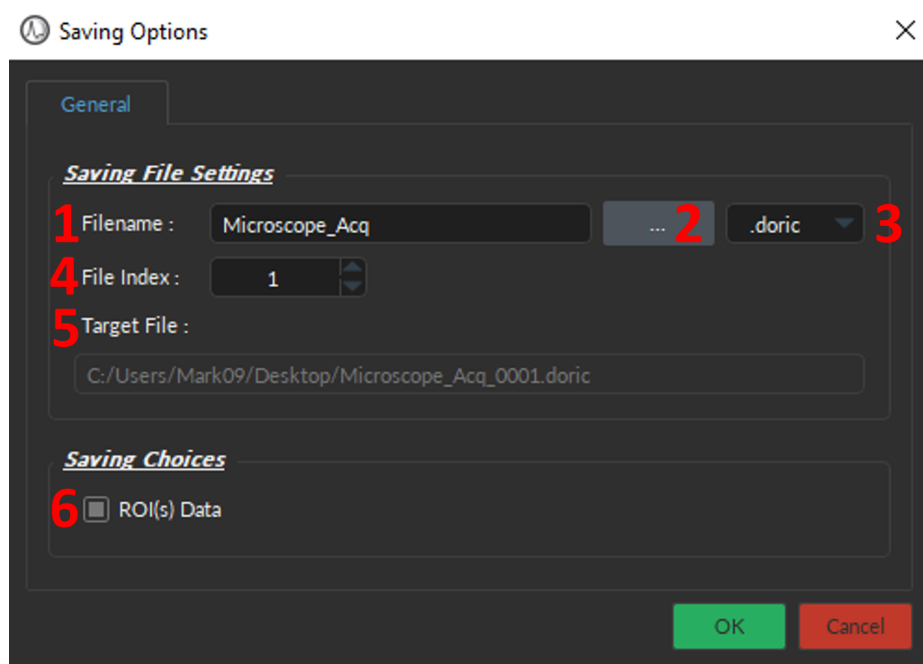 Saving Options
General
Saving File Settings
1 Filename : Microscope_Acq ... 2 .doric 3
4 File Index : 1
5 Target File :
C:/Users/Mark09/Desktop/Microscope_Acq_0001.doric
Saving Choices
6 ROI(s) Data
OK Cancel